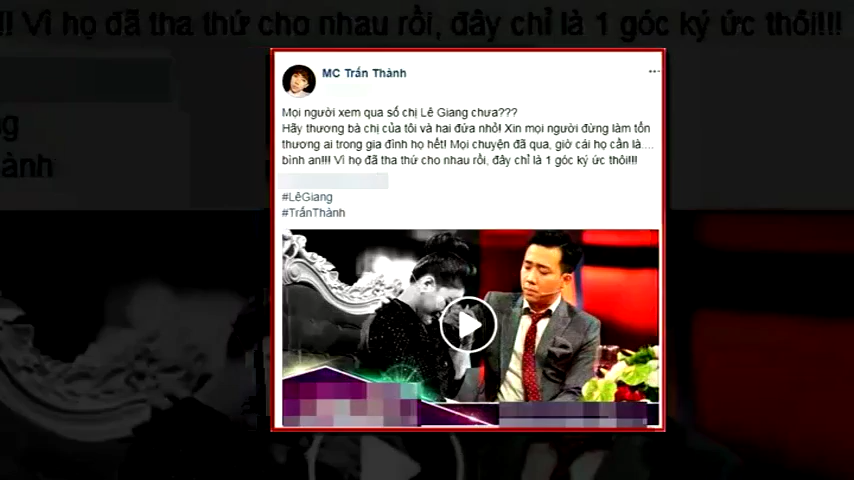 !! Vì họ đã tha thứ cho nhau rồi, đây chỉ là 1 góc ký ức thôi!!!
ng
ành
MC Trấn Thành
Mọi người xem qua số chị Lê Giang chưa???
Hãy thương bà chị của tôi và hai đứa nhỏ! Xin mọi người đừng làm tổn
thương ai trong gia đình họ hết! Mọi chuyện đã qua, giờ cái họ cần là....
bình an!!! Vì họ đã tha thứ cho nhau rồi, đây chỉ là 1 góc ký ức thôi!!!
#LêGiang
#TrấnThành